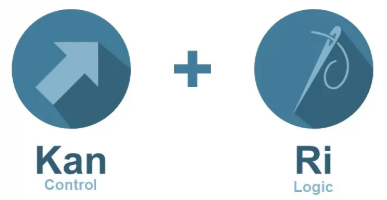 +
Kan
Control
Ri
Logic